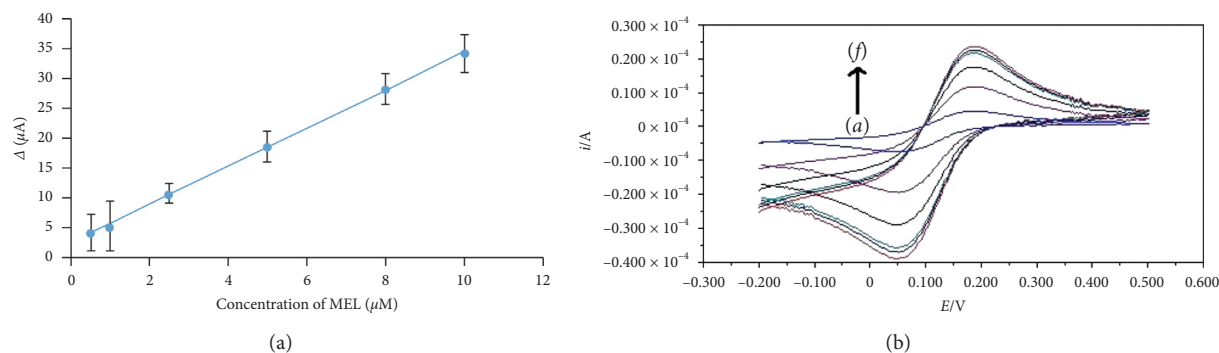 40
35
30
25
20
15
10
5
0
Δ (μA)
0 2 4 6 8 10 12
Concentration of MEL (μM)
(a)
0.300 × 10⁻⁴
0.200 × 10⁻⁴
0.100 × 10⁻⁴
0 × 10⁻⁴
−0.100 × 10⁻⁴
−0.200 × 10⁻⁴
−0.300 × 10⁻⁴
−0.400 × 10⁻⁴
i/A
(f)
(a)
−0.300 −0.200 −0.100 0 0.100 0.200 0.300 0.400 0.500 0.600
E/V
(b)